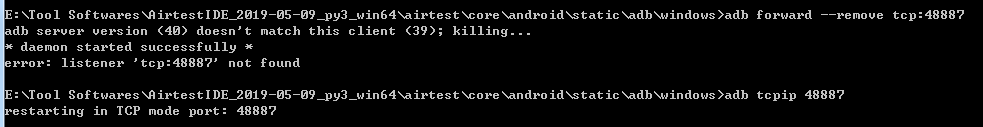 E:\Tool Softwares\AirtestIDE_2019-05-09_py3_win64\airtest\core\android\static\adb\windows>adb forward --remove tcp:48887
adb server version (40) doesn't match this client (39); killing...
* daemon started successfully *
error: listener 'tcp:48887' not found
E:\Tool Softwares\AirtestIDE_2019-05-09_py3_win64\airtest\core\android\static\adb\windows>adb tcpip 48887
restarting in TCP mode port: 48887